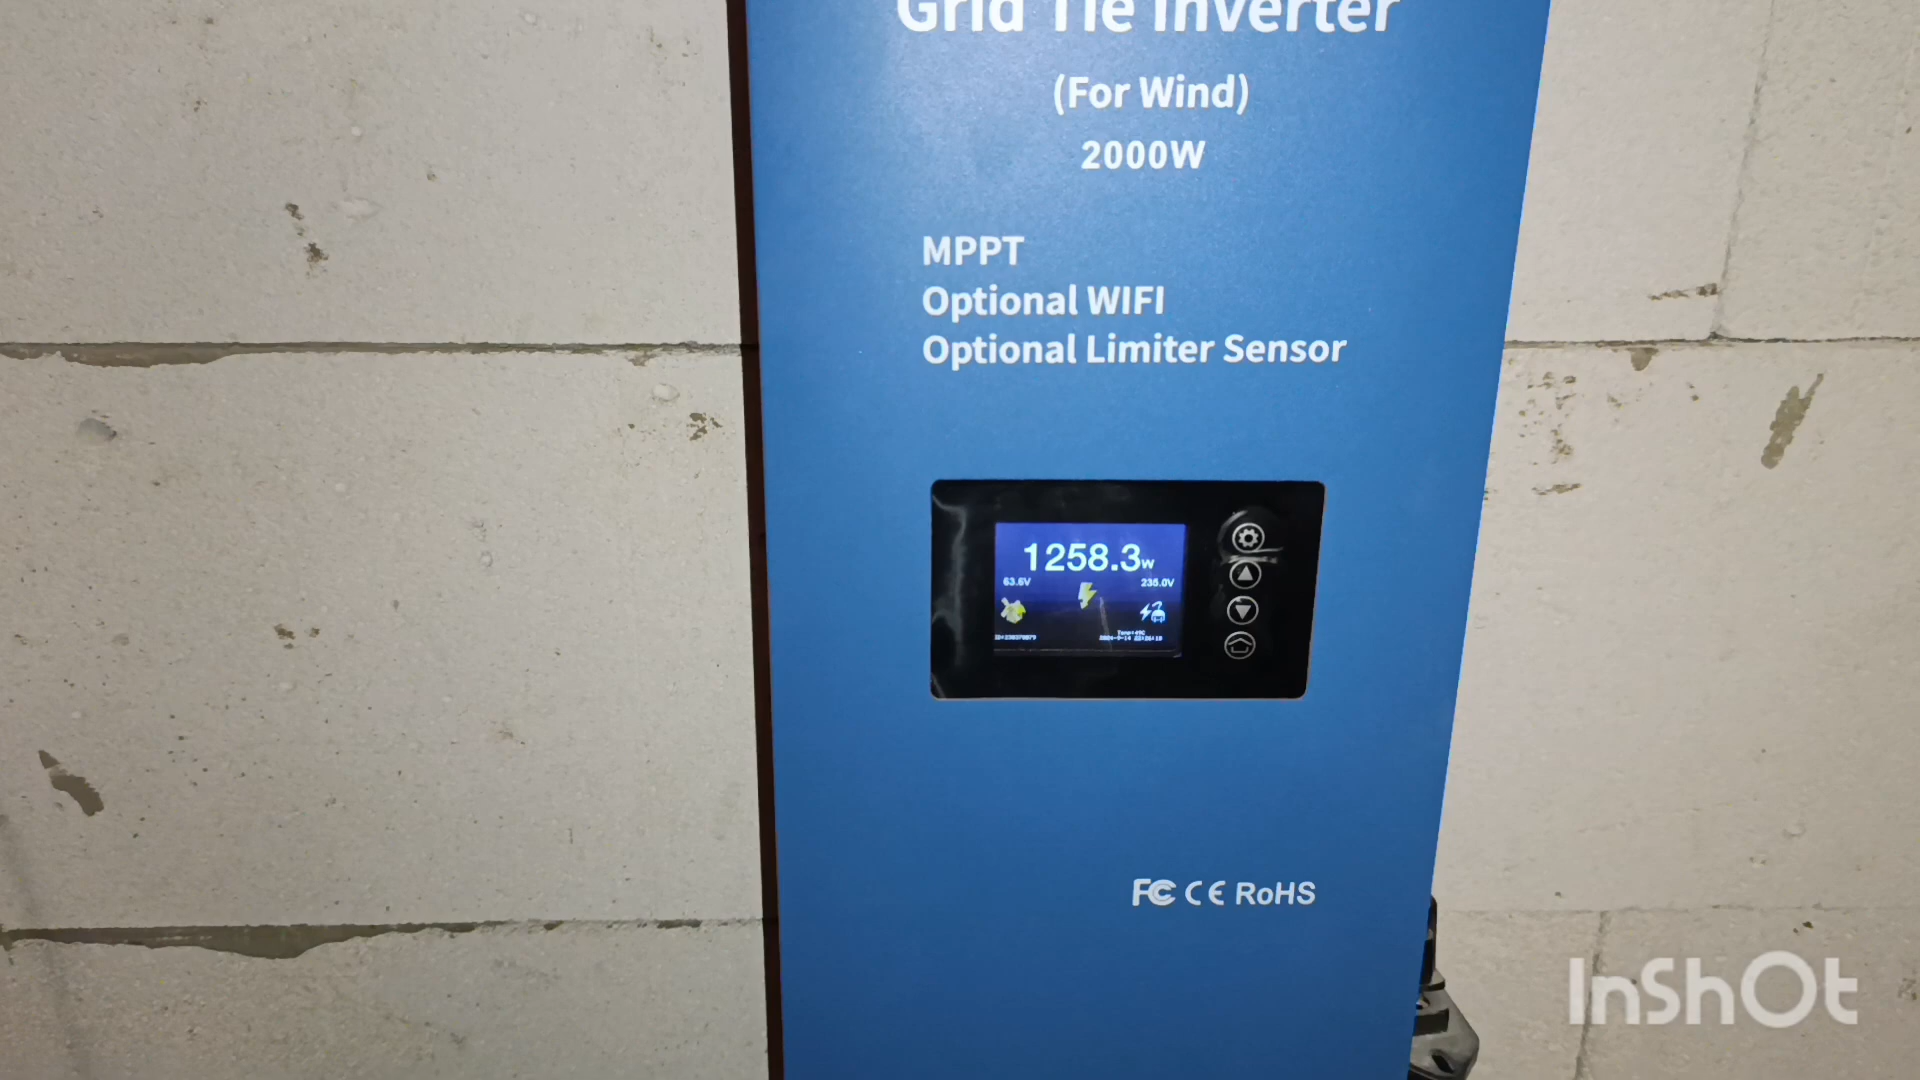 Grid Tie Inverter
(For Wind)
2000W
MPPT
Optional WIFI
Optional Limiter Sensor
1258.3W
63.6V
235.0V
FC CE RoHS
InShOt